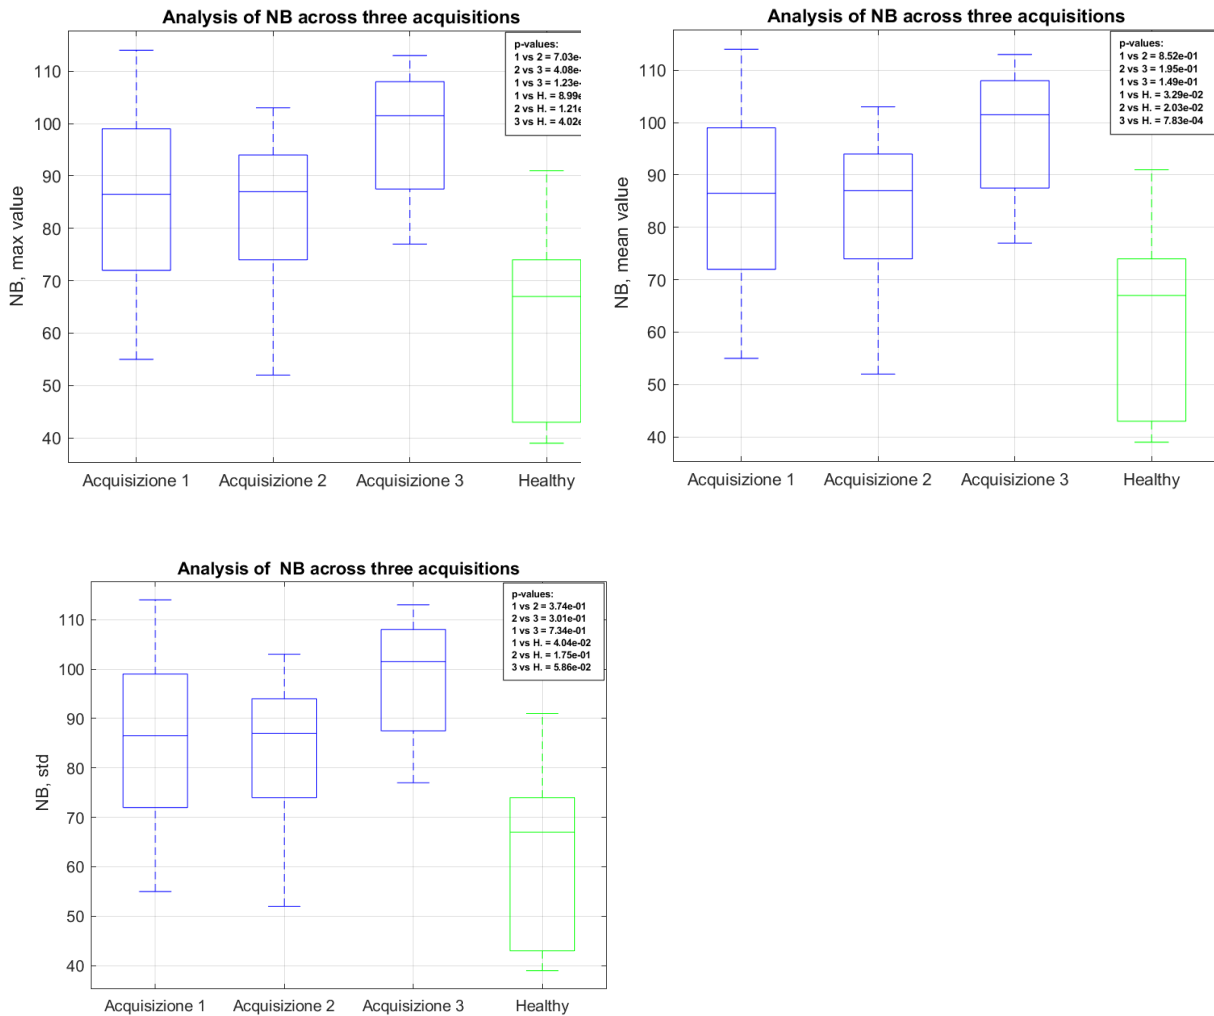 Analysis of NB across three acquisitions
p-values:
1 vs 2 = 7.03e-
2 vs 3 = 4.08e-
1 vs 3 = 1.23e-
1 vs H. = 8.99e
2 vs H. = 1.21e
3 vs H. = 4.02e
NB, max value
110
100
90
80
70
60
50
40
Acquisizione 1 Acquisizione 2 Acquisizione 3 Healthy
Analysis of NB across three acquisitions
p-values:
1 vs 2 = 8.52e-01
2 vs 3 = 1.95e-01
1 vs 3 = 1.49e-01
1 vs H. = 3.29e-02
2 vs H. = 2.03e-02
3 vs H. = 7.83e-04
NB, mean value
110
100
90
80
70
60
50
40
Acquisizione 1 Acquisizione 2 Acquisizione 3 Healthy
Analysis of  NB across three acquisitions
p-values:
1 vs 2 = 3.74e-01
2 vs 3 = 3.01e-01
1 vs 3 = 7.34e-01
1 vs H. = 4.04e-02
2 vs H. = 1.75e-01
3 vs H. = 5.86e-02
NB, std
110
100
90
80
70
60
50
40
Acquisizione 1 Acquisizione 2 Acquisizione 3 Healthy